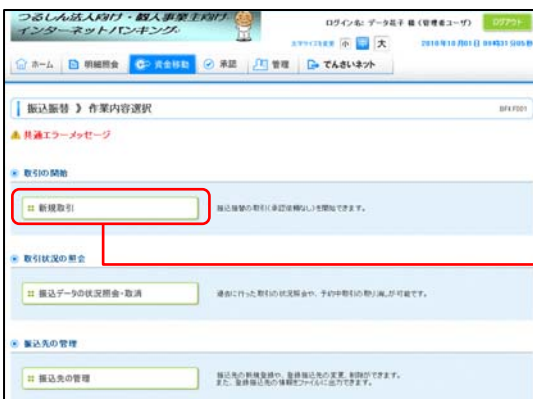 つるしん法人向け・個人事業主向け
インターネットバンキング
ログイン名: データ花子 様 (管理者ユーザ)
ログアウト
文字サイズを変更 小 中 大
2010年10月01日 09時31分05秒
ホーム 明細照会 資金移動 承認 管理 でんさいネット
振込振替 》 作業内容選択
BFKF001
共通エラーメッセージ
取引の開始
新規取引
振込振替の取引(承認依頼なし)を開始できます。
取引状況の照会
振込データの状況照会・取消
過去に行った取引の状況照会や、予約中取引の取り消しが可能です。
振込先の管理
振込先の管理
振込先の新規登録や、登録振込先の変更、削除ができます。
また、登録振込先の情報をファイルに出力できます。